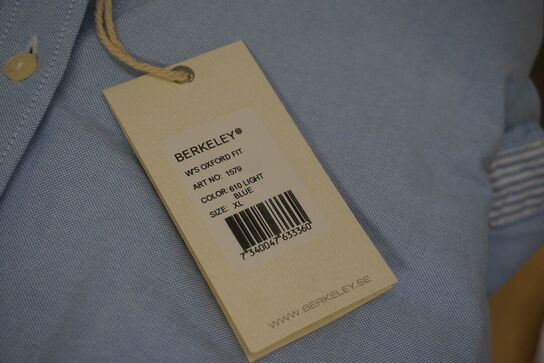 BERKELEY®
W'S OXFORD FIT
ART NO: 1579
COLOR: 610 LIGHT
BLUE
SIZE: XL
7 340047 633360
WWW.BERKELEY.SE